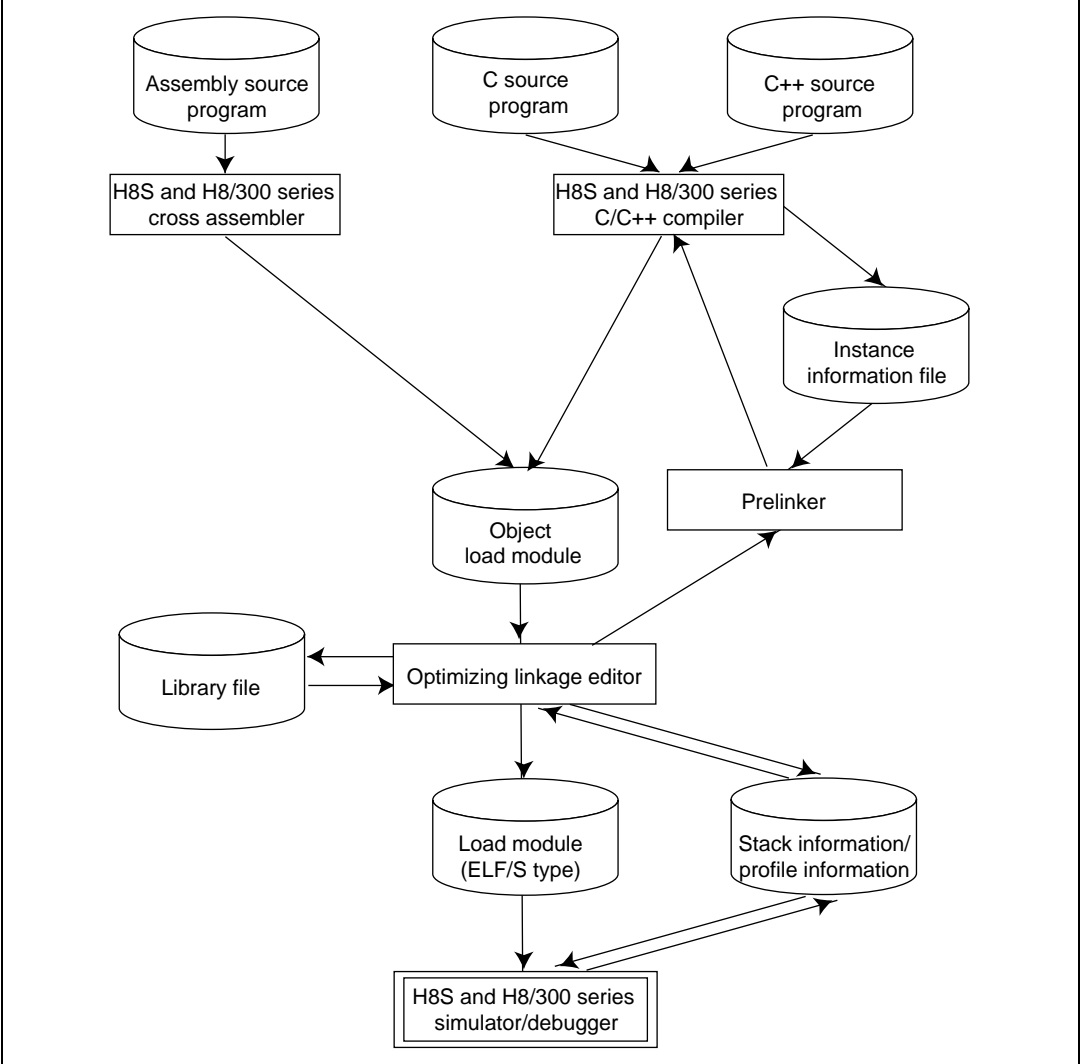 Assembly source
program
C source
program
C++ source
program
H8S and H8/300 series
cross assembler
H8S and H8/300 series
C/C++ compiler
Instance
information file
Object
load module
Prelinker
Library file
Optimizing linkage editor
Load module
(ELF/S type)
Stack information/
profile information
H8S and H8/300 series
simulator/debugger